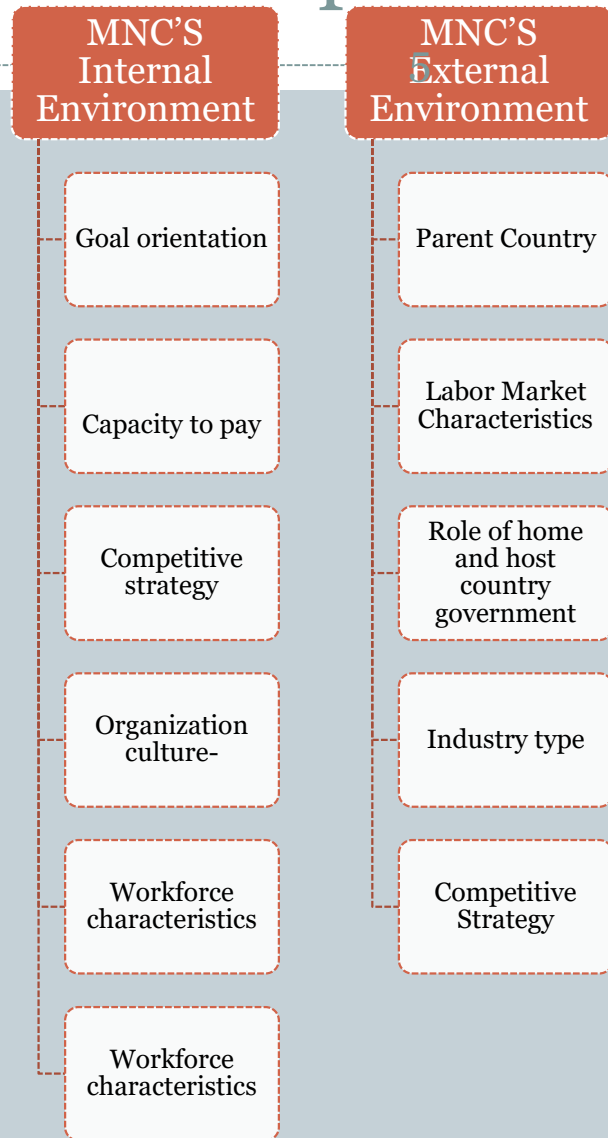 MNC'S
Internal
Environment
Goal orientation
Capacity to pay
Competitive
strategy
Organization
culture-
Workforce
characteristics
Workforce
characteristics
MNC'S
External
Environment
5
Parent Country
Labor Market
Characteristics
Role of home
and host
country
government
Industry type
Competitive
Strategy